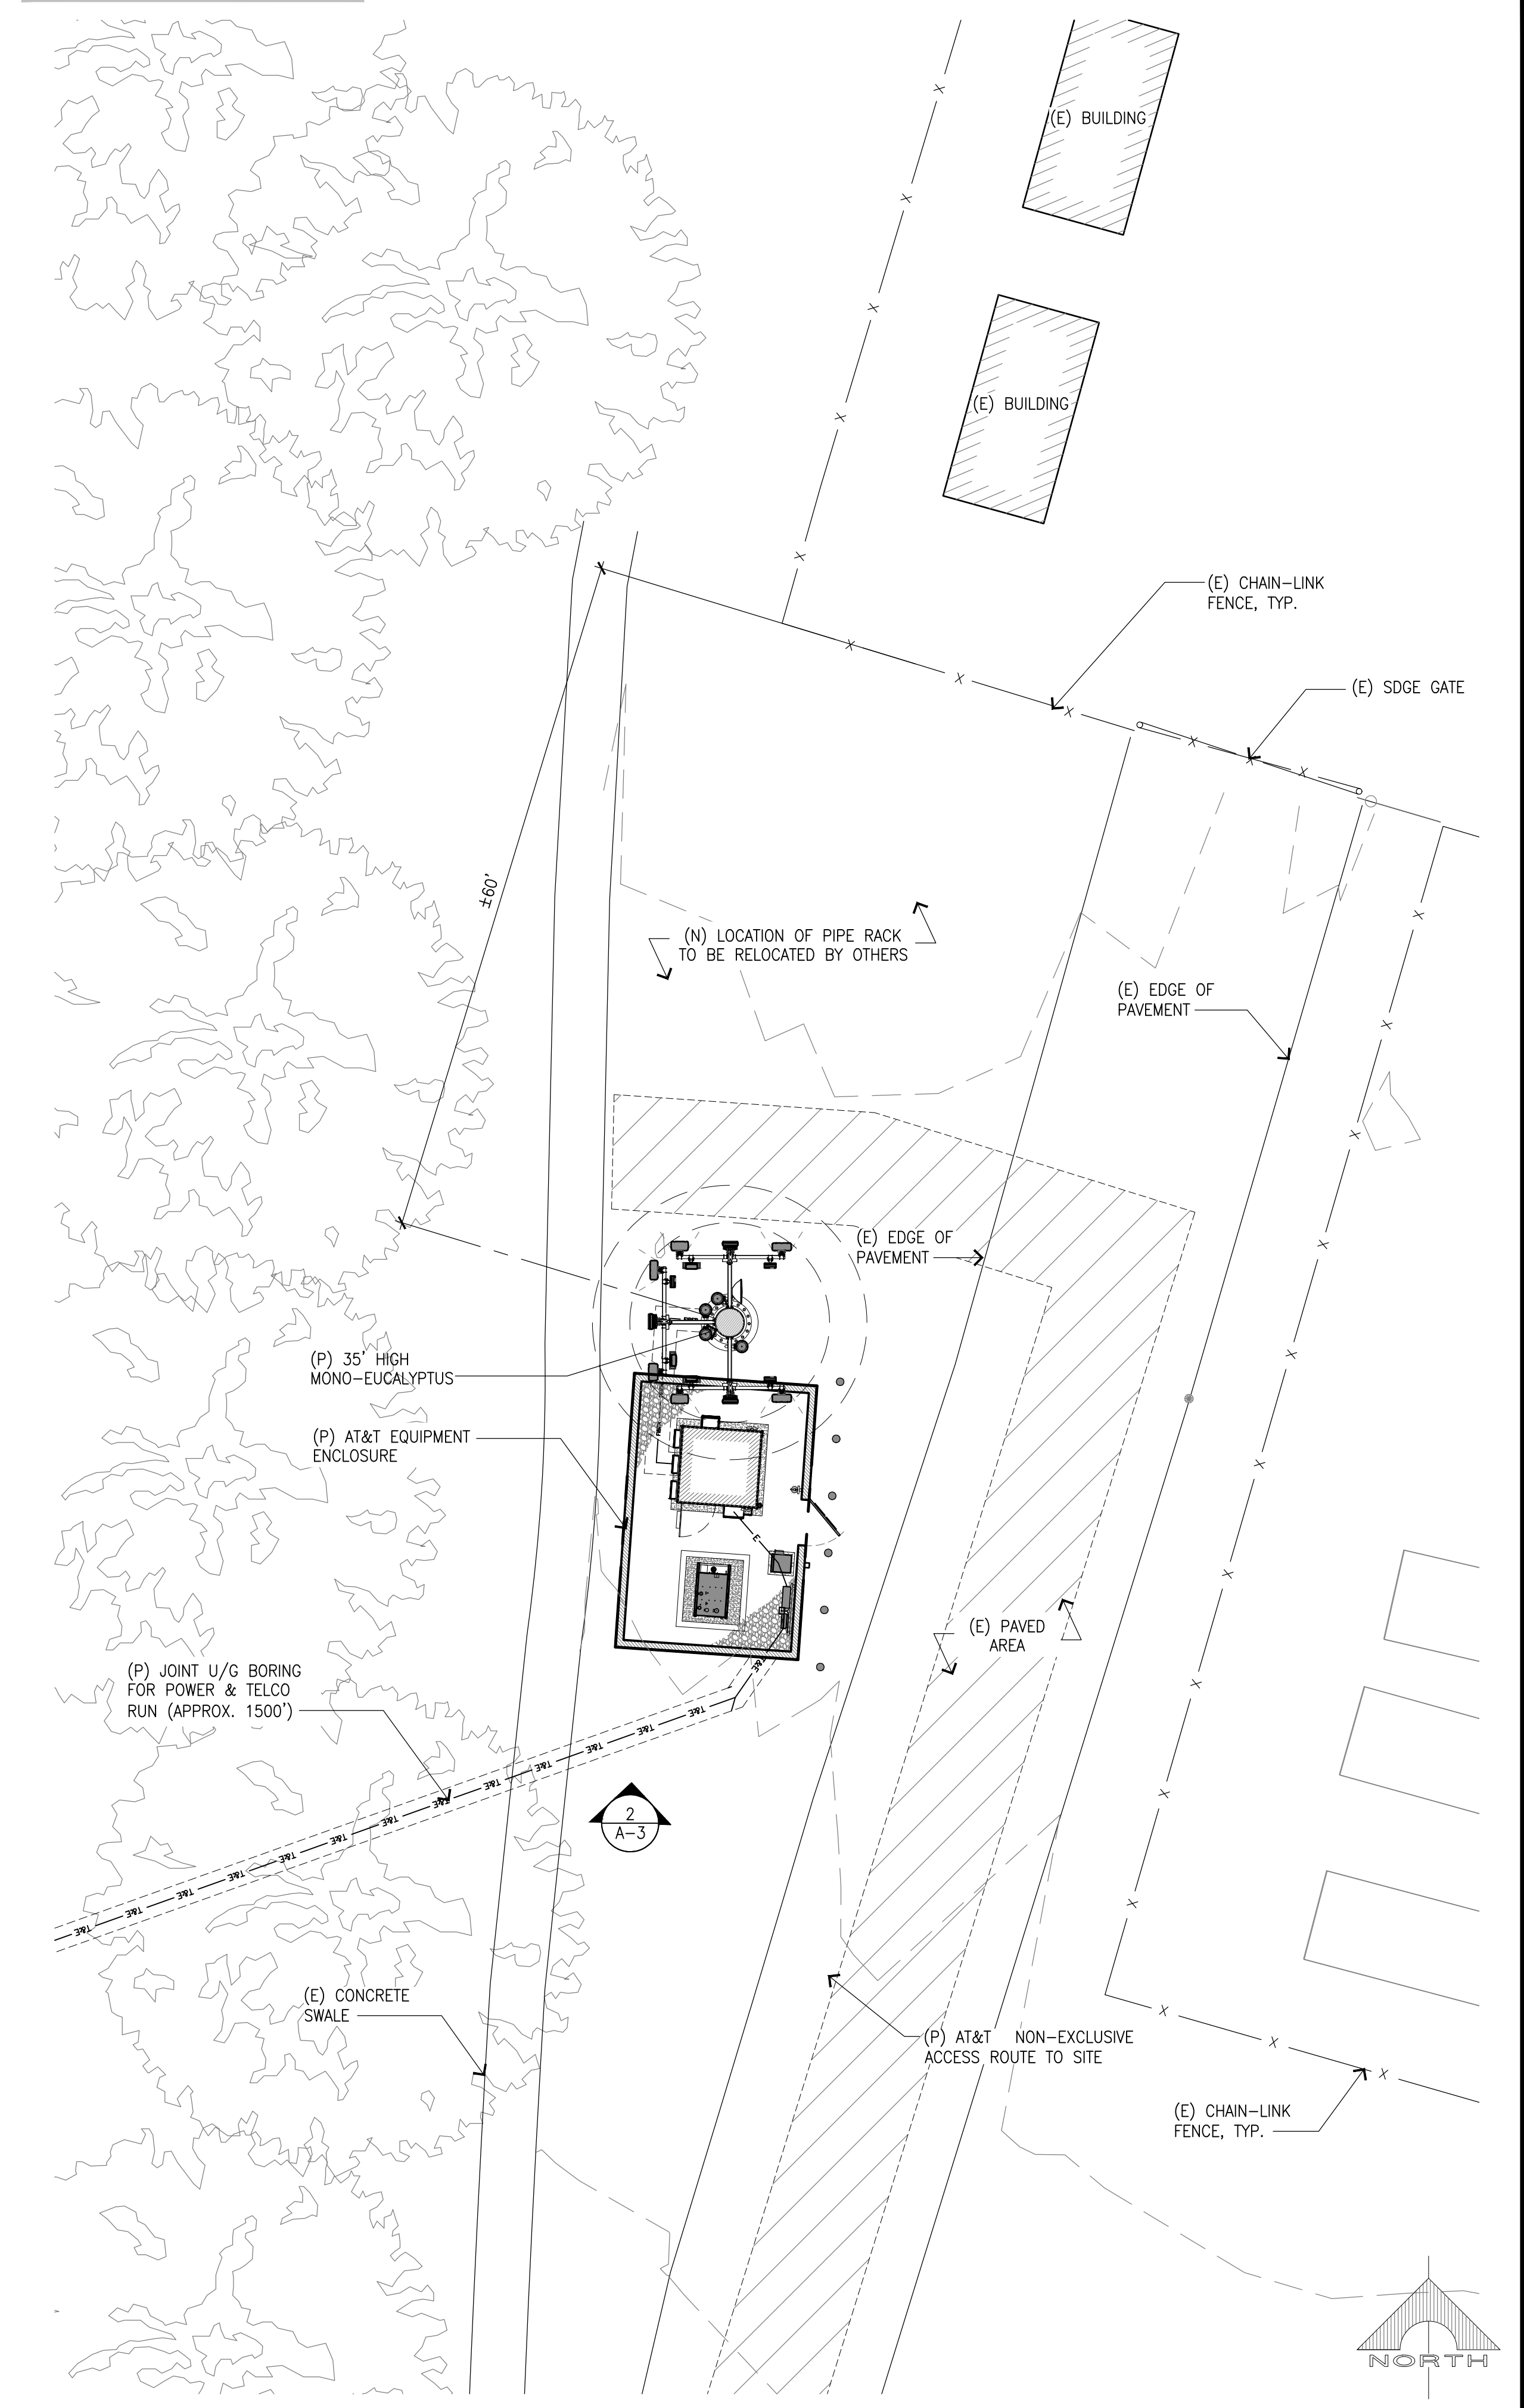 (E) BUILDING
(E) BUILDING
(E) CHAIN-LINK
FENCE, TYP.
(E) SDGE GATE
±60'
(N) LOCATION OF PIPE RACK
TO BE RELOCATED BY OTHERS
(E) EDGE OF
PAVEMENT
(E) EDGE OF
PAVEMENT
(P) 35' HIGH
MONO-EUCALYPTUS
(P) AT&T EQUIPMENT
ENCLOSURE
E
(E) PAVED
AREA
(P) JOINT U/G BORING
FOR POWER & TELCO
RUN (APPROX. 1500')
T&E
T&E
T&E
T&E
T&E
T&E
T&E
T&E
T&E
T&E
T&E
T&E
T&E
T&E
2
A-3
(E) CONCRETE
SWALE
(P) AT&T NON-EXCLUSIVE
ACCESS ROUTE TO SITE
(E) CHAIN-LINK
FENCE, TYP.
NORTH